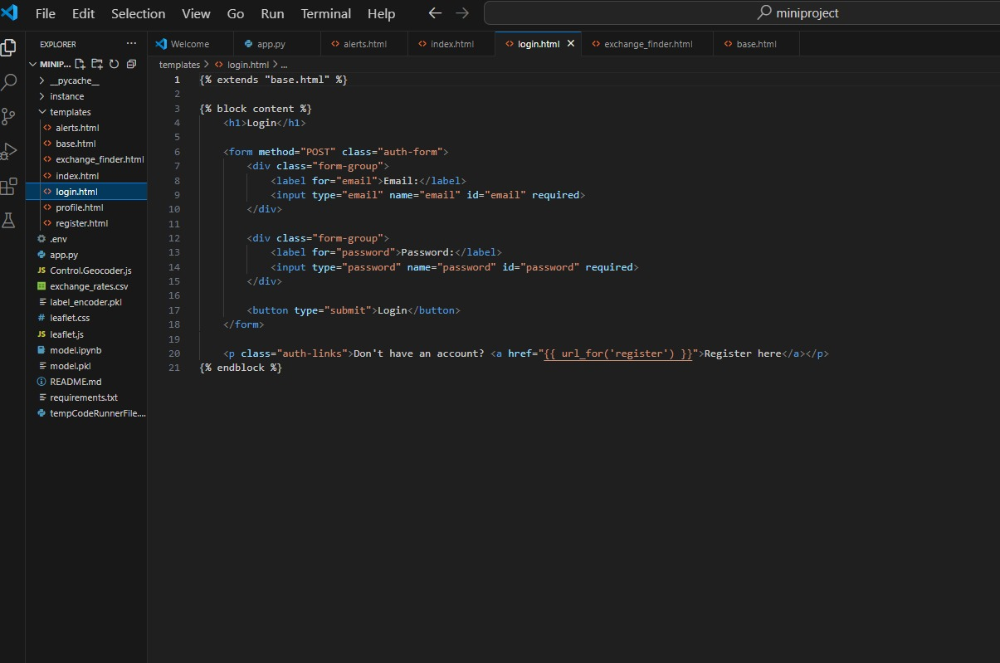 File Edit Selection View Go Run Terminal Help miniproject
EXPLORER ...
MINIP...
__pycache__
instance
templates
alerts.html
base.html
exchange_finder.html
index.html
login.html
profile.html
register.html
.env
app.py
JS Control.Geocoder.js
exchange_rates.csv
label_encoder.pkl
# leaflet.css
JS leaflet.js
model.ipynb
model.pkl
README.md
requirements.txt
tempCodeRunnerFile....
Welcome app.py alerts.html index.html login.html exchange_finder.html base.html
templates > login.html > ...
1 {% extends "base.html" %}
2
3 {% block content %}
4 <h1>Login</h1>
5
6 <form method="POST" class="auth-form">
7 <div class="form-group">
8 <label for="email">Email:</label>
9 <input type="email" name="email" id="email" required>
10 </div>
11
12 <div class="form-group">
13 <label for="password">Password:</label>
14 <input type="password" name="password" id="password" required>
15 </div>
16
17 <button type="submit">Login</button>
18 </form>
19
20 <p class="auth-links">Don't have an account? <a href="{{ url_for('register') }}">Register here</a></p>
21 {% endblock %}